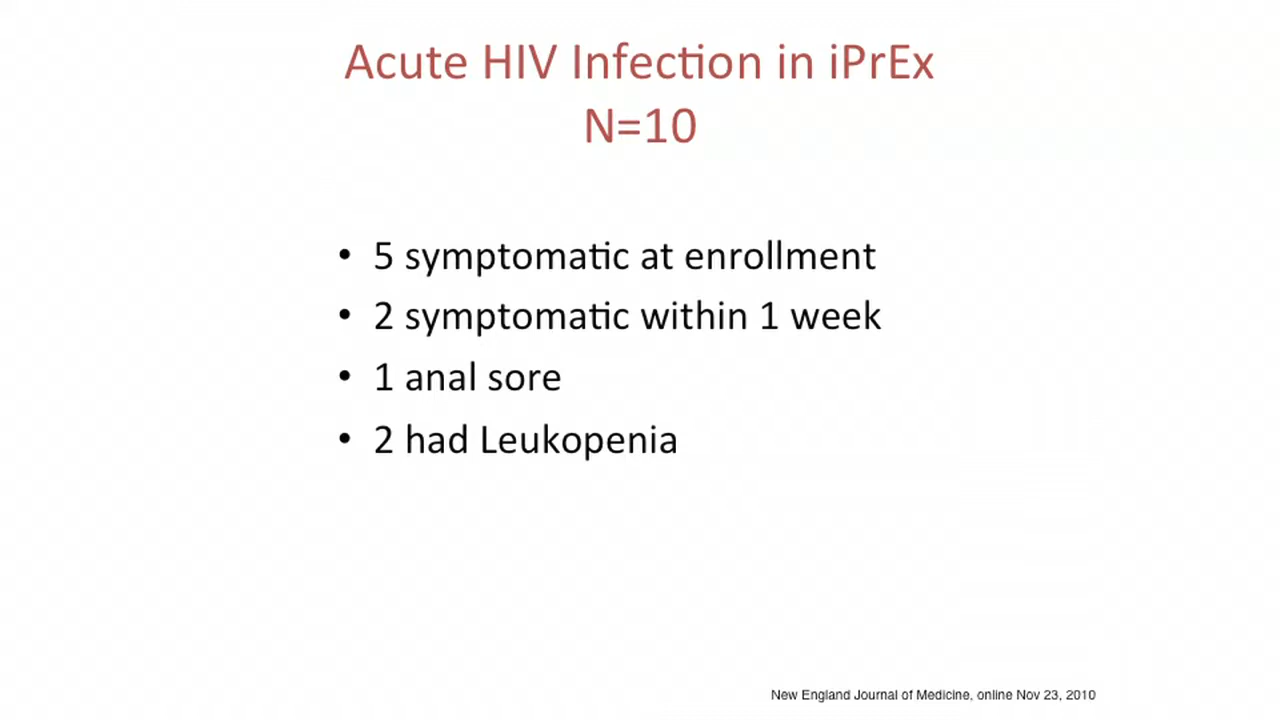 Acute HIV Infection in iPrEx
N=10
• 5 symptomatic at enrollment
• 2 symptomatic within 1 week
• 1 anal sore
• 2 had Leukopenia
New England Journal of Medicine, online Nov 23, 2010